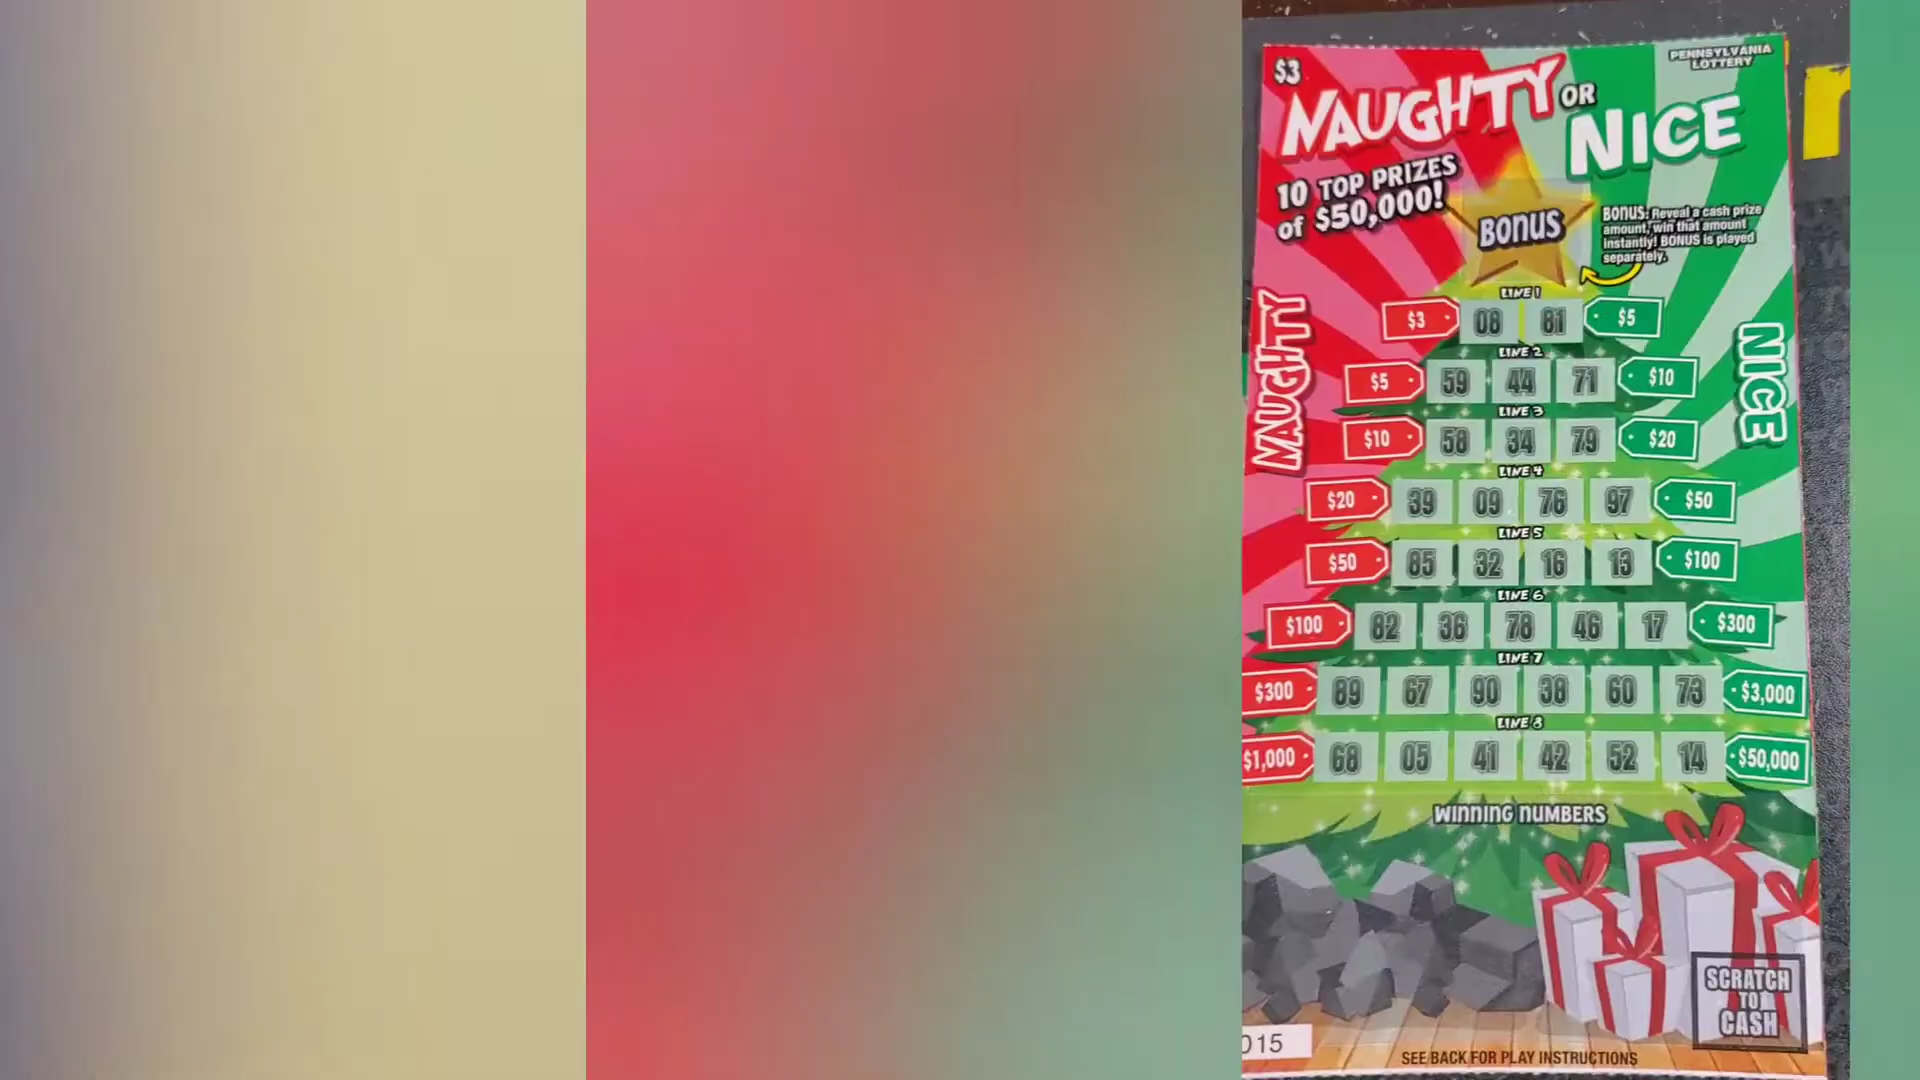 $3
PENNSYLVANIA
LOTTERY
NAUGHTY OR
NICE
10 TOP PRIZES
of $50,000!
BONUS
BONUS: Reveal a cash prize
amount, win that amount
instantly! BONUS is played
separately.
NAUGHTY
NICE
LINE 1
$3 08 81 $5
LINE 2
$5 59 44 71 $10
LINE 3
$10 58 34 79 $20
LINE 4
$20 39 09 76 97 $50
LINE 5
$50 85 32 16 13 $100
LINE 6
$100 82 36 78 46 17 $300
LINE 7
$300 89 67 90 38 60 73 $3,000
LINE 8
$1,000 68 05 41 42 52 14 $50,000
WINNING NUMBERS
SCRATCH
TO
CASH
015
SEE BACK FOR PLAY INSTRUCTIONS